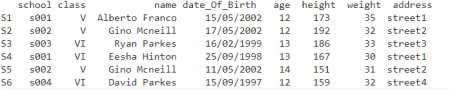 school class name date_Of_Birth age height weight address
S1 s001 V Alberto Franco 15/05/2002 12 173 35 street1
S2 s002 V Gino Mcneill 17/05/2002 12 192 32 street2
S3 s003 VI Ryan Parkes 16/02/1999 13 186 33 street3
S4 s001 VI Eesha Hinton 25/09/1998 13 167 30 street1
S5 s002 V Gino Mcneill 11/05/2002 14 151 31 street2
S6 s004 VI David Parkes 15/09/1997 12 159 32 street4